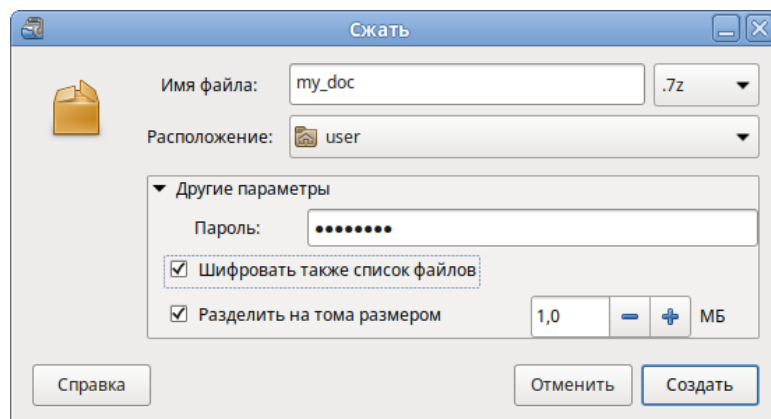 Сжать
Имя файла: my_doc .7z
Расположение: user
Другие параметры
Пароль: ••••••••
Шифровать также список файлов
Разделить на тома размером 1,0 МБ
Справка Отменить Создать